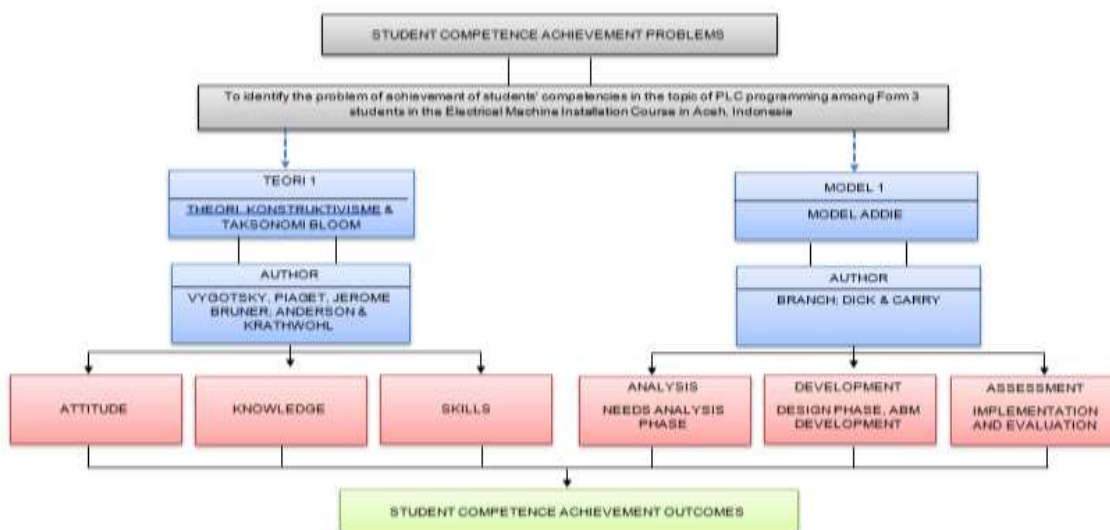 STUDENT COMPETENCE ACHIEVEMENT PROBLEMS
To identify the problem of achievement of students' competencies in the topic of PLC programming among Form 3
students in the Electrical Machine Installation Course in Aceh, Indonesia
TEORI 1
THEORI KONSTRUKTIVISME &
TAKSONOMI BLOOM
MODEL 1
MODEL ADDIE
AUTHOR
VYGOTSKY, PIAGET, JEROME
BRUNER; ANDERSON &
KRATHWOHL
AUTHOR
BRANCH; DICK & CARRY
ATTITUDE
KNOWLEDGE
SKILLS
ANALYSIS
NEEDS ANALYSIS
PHASE
DEVELOPMENT
DESIGN PHASE, ABM
DEVELOPMENT
ASSESSMENT
IMPLEMENTATION
AND EVALUATION
STUDENT COMPETENCE ACHIEVEMENT OUTCOMES